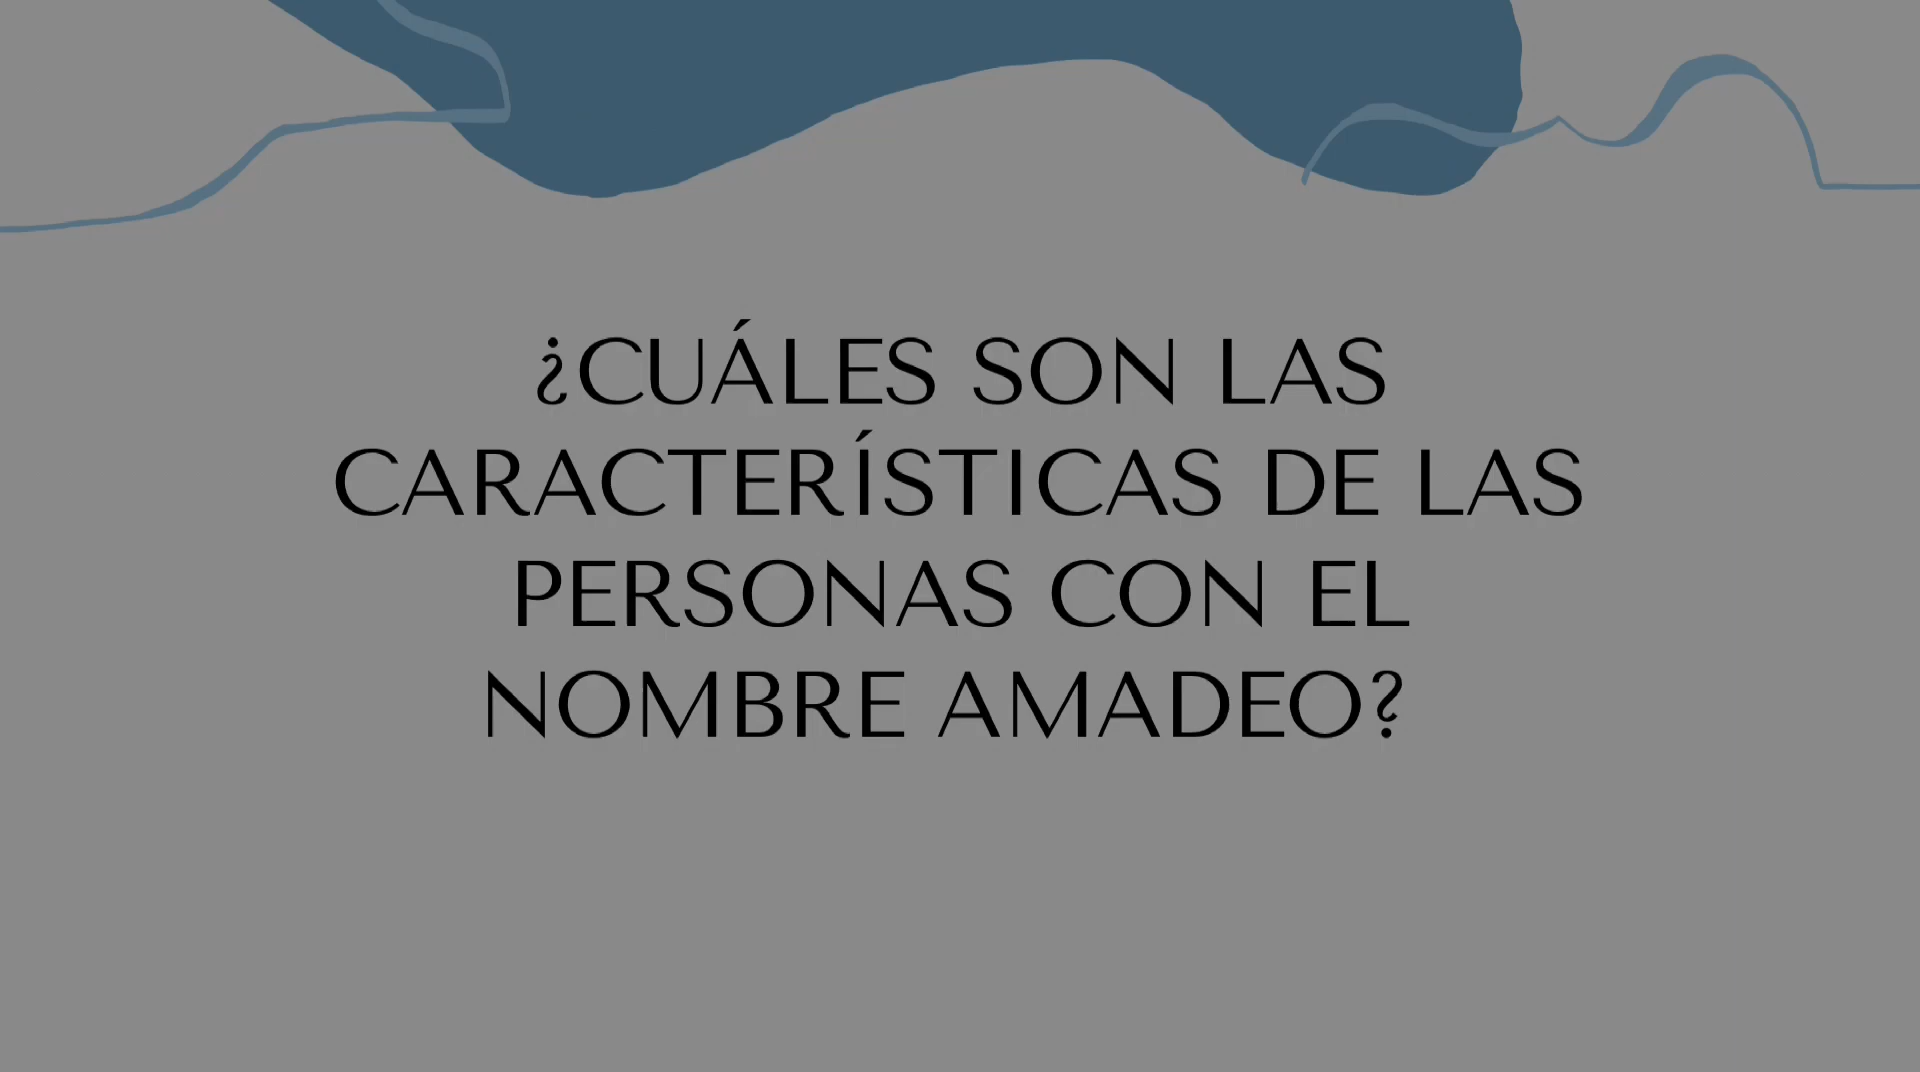 ¿CUÁLES SON LAS
CARACTERÍSTICAS DE LAS
PERSONAS CON EL
NOMBRE AMADEO?